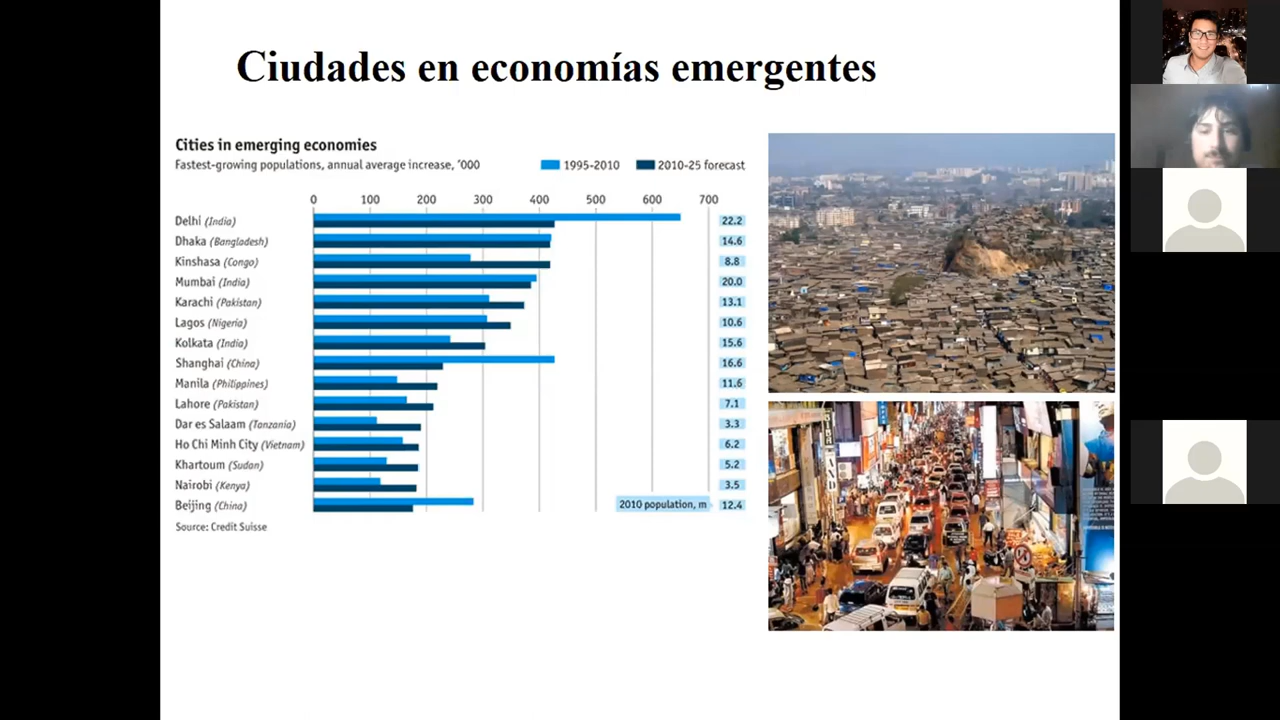 Ciudades en economías emergentes
Cities in emerging economies
Fastest-growing populations, annual average increase, '000
1995-2010 2010-25 forecast
0 100 200 300 400 500 600 700
Delhi (India) 22.2
Dhaka (Bangladesh) 14.6
Kinshasa (Congo) 8.8
Mumbai (India) 20.0
Karachi (Pakistan) 13.1
Lagos (Nigeria) 10.6
Kolkata (India) 15.6
Shanghai (China) 16.6
Manila (Philippines) 11.6
Lahore (Pakistan) 7.1
Dar es Salaam (Tanzania) 3.3
Ho Chi Minh City (Vietnam) 6.2
Khartoum (Sudan) 5.2
Nairobi (Kenya) 3.5
Beijing (China) 2010 population, m 12.4
Source: Credit Suisse